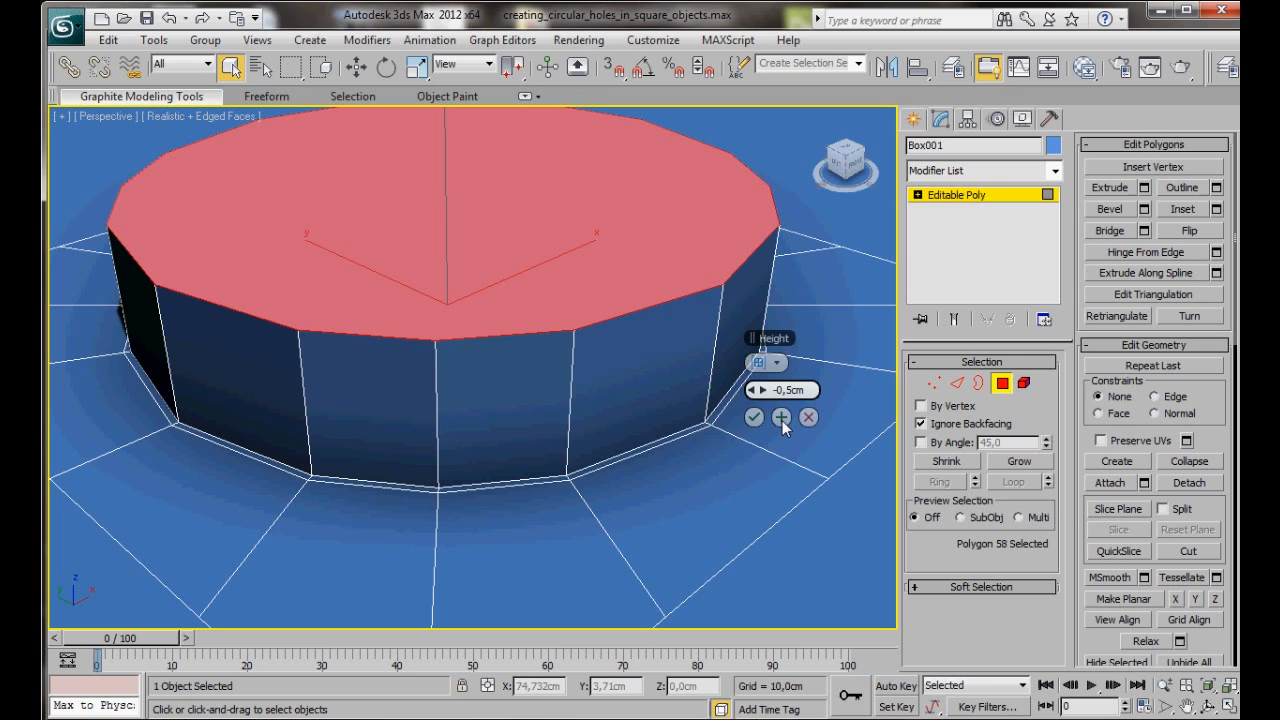 Autodesk 3ds Max 2012 x64 creating_circular_holes_in_square_objects.max
Type a keyword or phrase
Edit Tools Group Views Create Modifiers Animation Graph Editors Rendering Customize MAXScript Help
All View 3 Create Selection Se
Graphite Modeling Tools Freeform Selection Object Paint
[ + ] [ Perspective ] [ Realistic + Edged Faces ]
Box001
Modifier List
Editable Poly
y x
Height
-0,5cm
Selection
By Vertex
Ignore Backfacing
By Angle: 45,0
Shrink Grow
Ring Loop
Preview Selection
Off SubObj Multi
Polygon 58 Selected
Soft Selection
Edit Polygons
Insert Vertex
Extrude Outline
Bevel Inset
Bridge Flip
Hinge From Edge
Extrude Along Spline
Edit Triangulation
Retriangulate Turn
Edit Geometry
Repeat Last
Constraints
None Edge
Face Normal
Preserve UVs
Create Collapse
Attach Detach
Slice Plane Split
Slice Reset Plane
QuickSlice Cut
MSmooth Tessellate
Make Planar X Y Z
View Align Grid Align
Relax
Hide Selected Unhide All
z
y x
0 / 100
0 10 20 30 40 50 60 70 80 90 100
1 Object Selected X: 74,732cm Y: 3,71cm Z: 0,0cm Grid = 10,0cm Auto Key Selected
Max to Physc: Click or click-and-drag to select objects Add Time Tag Set Key Key Filters... 0